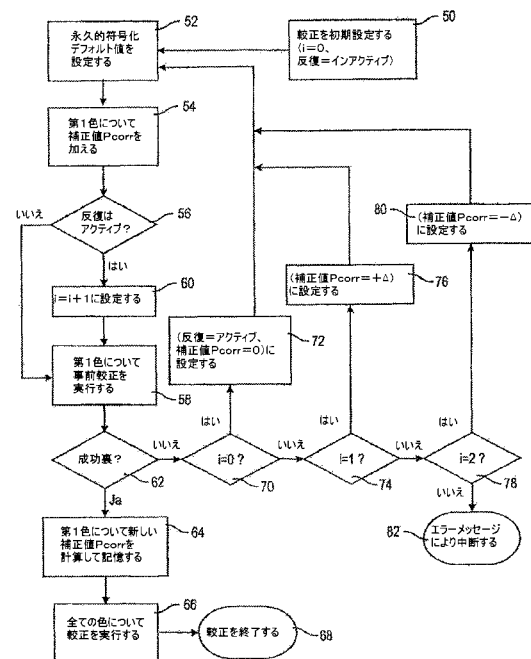 50
較正を初期設定する
(i=0、
反復=インアクティブ)
52
永久的符号化
デフォルト値を
設定する
54
第1色について
補正値Pcorrを
加える
56
反復は
アクティブ?
いいえ
はい
60
i=i+1に設定する
第1色について
事前較正を
実行する
58
成功裏?
62
いいえ
Ja
i=0?
70
はい
いいえ
72
(反復=アクティブ、
補正値Pcorr=0)に
設定する
i=1?
74
はい
いいえ
76
(補正値Pcorr=+Δ)
に設定する
i=2?
78
はい
いいえ
80
(補正値Pcorr=-Δ)
に設定する
82
エラーメッセージ
により中断する
64
第1色について新しい
補正値Pcorrを
計算して記憶する
66
全ての色について
較正を実行する
較正を終了する
68